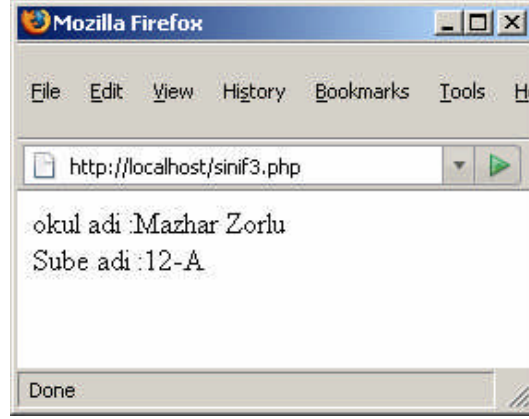 Mozilla Firefox
File Edit View History Bookmarks Tools
http://localhost/sinif3.php
okul adi :Mazhar Zorlu
Sube adi :12-A
Done